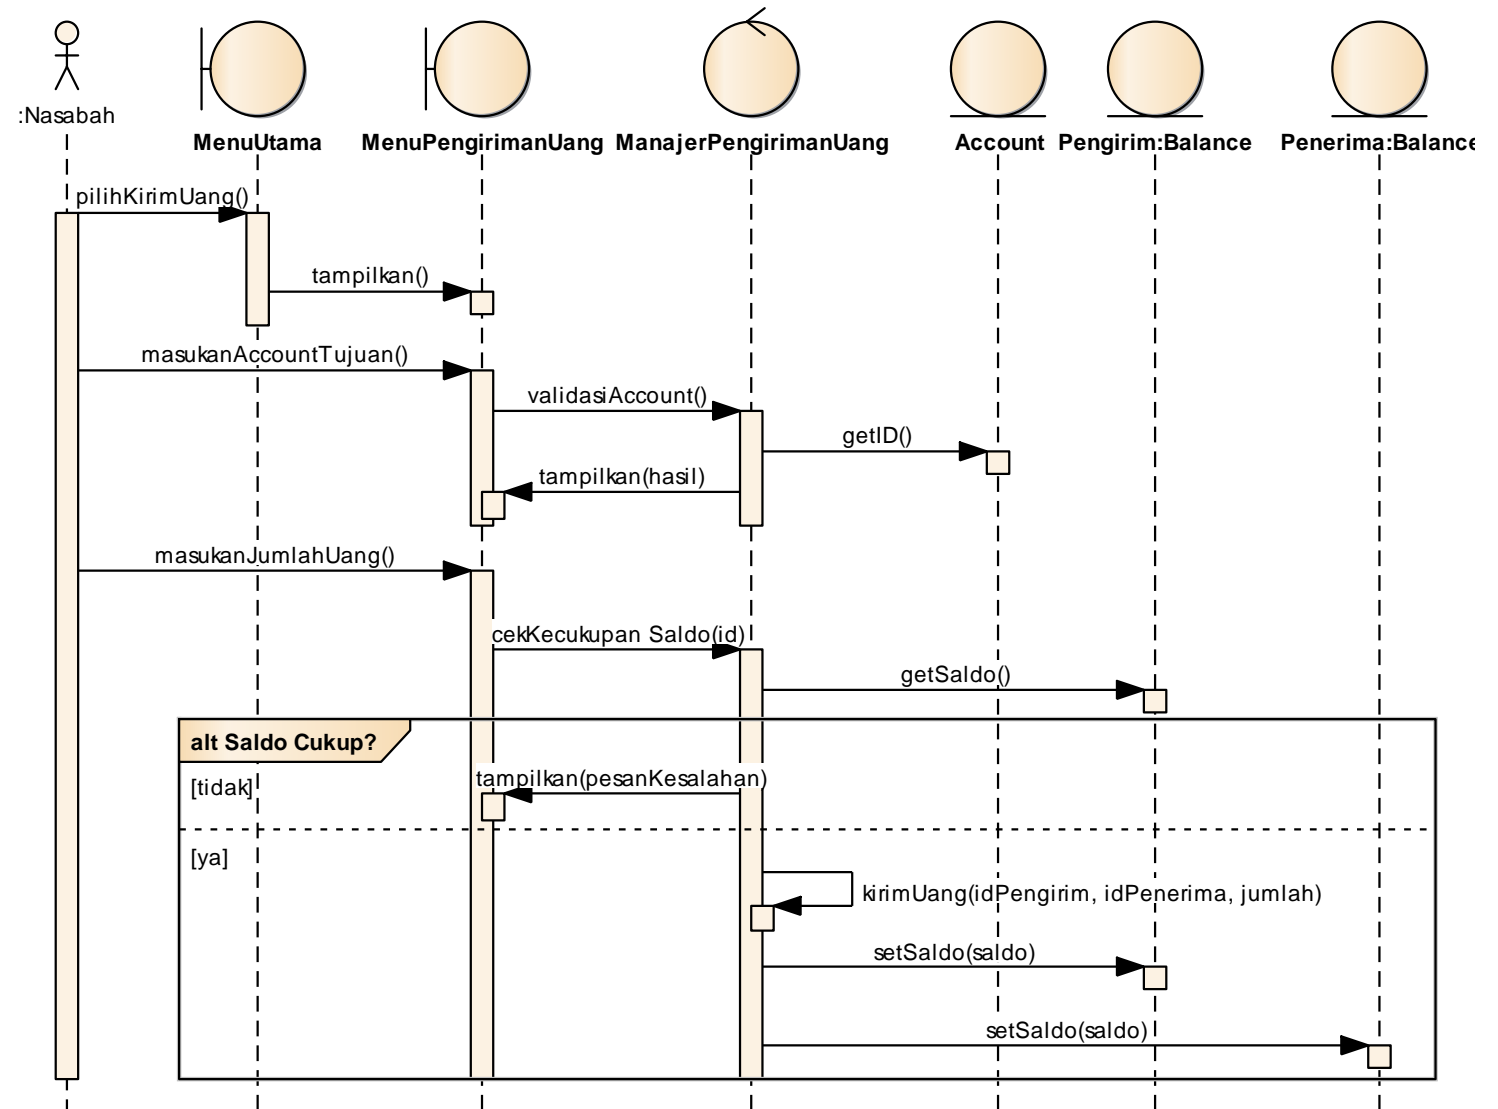 :Nasabah
MenuUtama
MenuPengirimanUang
ManajerPengirimanUang
Account
Pengirim:Balance
Penerima:Balance
pilihKirimUang()
tampilkan()
masukanAccountTujuan()
validasiAccount()
getID()
tampilkan(hasil)
masukanJumlahUang()
cekKecukupan Saldo(id)
getSaldo()
alt Saldo Cukup?
[tidak]
tampilkan(pesanKesalahan)
[ya]
kirimUang(idPengirim, idPenerima, jumlah)
setSaldo(saldo)
setSaldo(saldo)